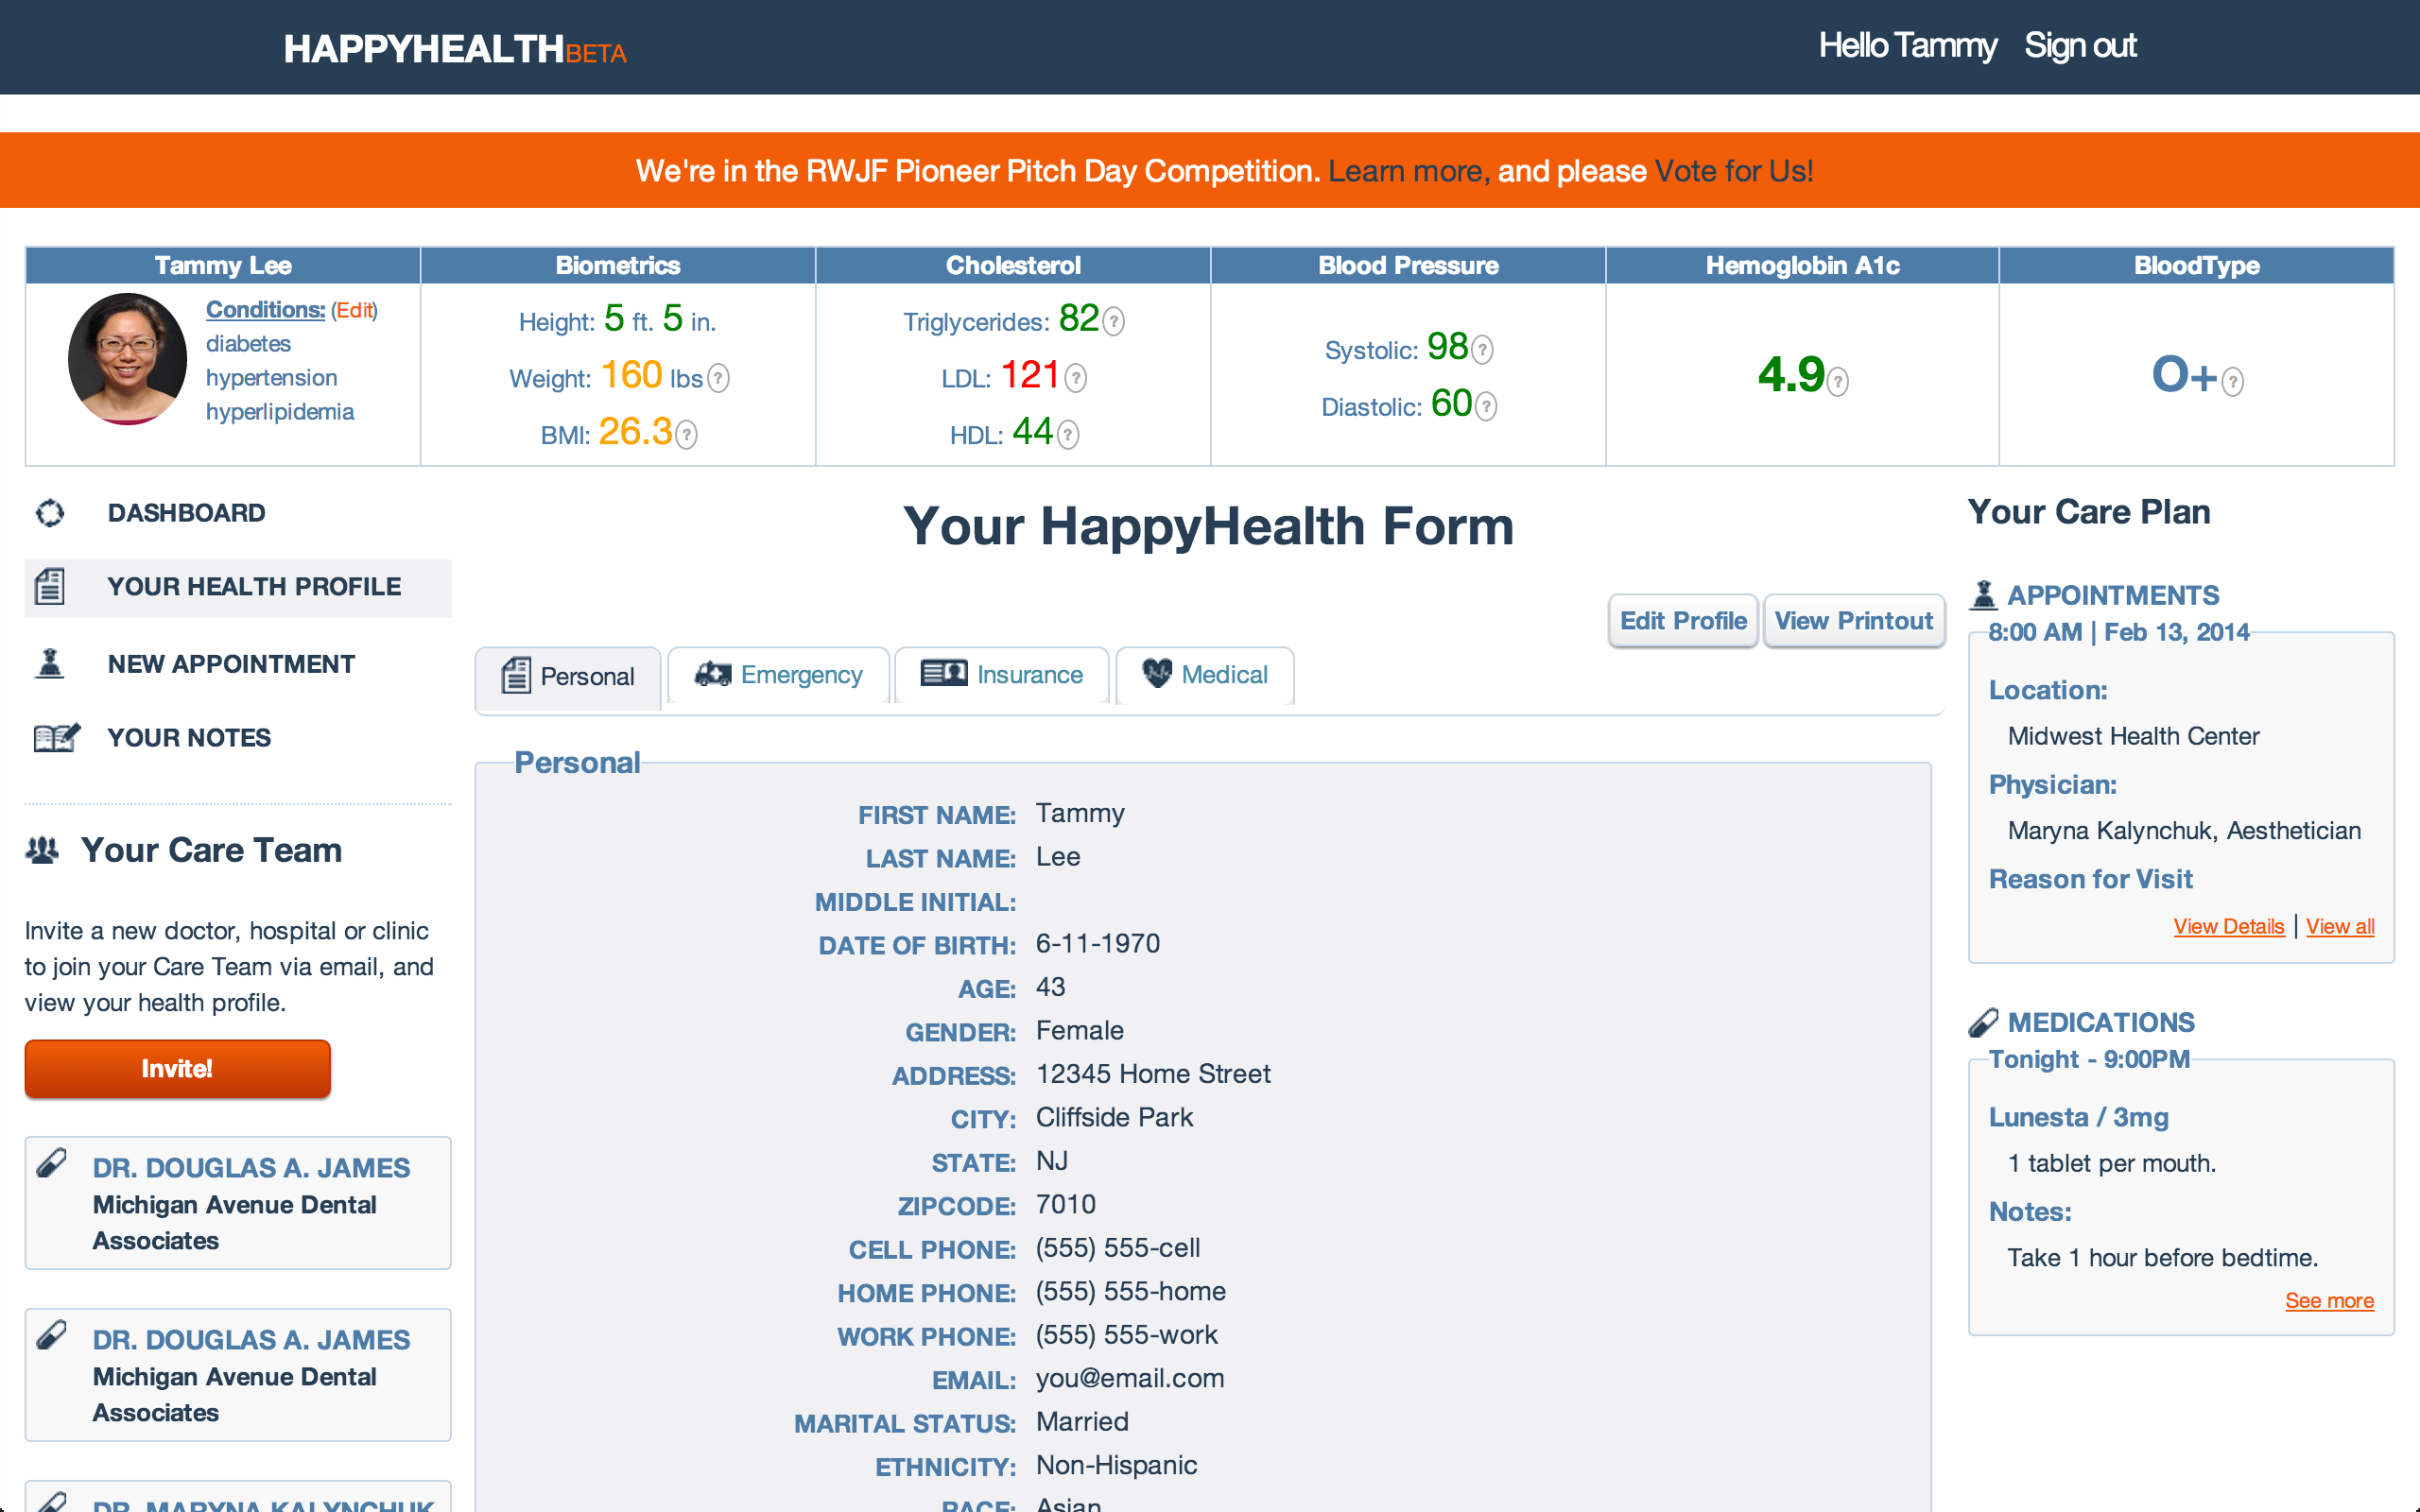 HAPPYHEALTHBETA
Hello Tammy Sign out
We're in the RWJF Pioneer Pitch Day Competition. Learn more, and please Vote for Us!
Tammy Lee
Conditions: (Edit)
diabetes
hypertension
hyperlipidemia
Biometrics
Height: 5 ft. 5 in.
Weight: 160 lbs ?
BMI: 26.3 ?
Cholesterol
Triglycerides: 82 ?
LDL: 121 ?
HDL: 44 ?
Blood Pressure
Systolic: 98 ?
Diastolic: 60 ?
Hemoglobin A1c
4.9 ?
BloodType
O+ ?
DASHBOARD
YOUR HEALTH PROFILE
NEW APPOINTMENT
YOUR NOTES
Your Care Team
Invite a new doctor, hospital or clinic
to join your Care Team via email, and
view your health profile.
Invite!
DR. DOUGLAS A. JAMES
Michigan Avenue Dental
Associates
DR. DOUGLAS A. JAMES
Michigan Avenue Dental
Associates
DR. MARYNA KALYNCHUK
Your HappyHealth Form
Edit Profile
View Printout
Personal
Emergency
Insurance
Medical
Personal
FIRST NAME: Tammy
LAST NAME: Lee
MIDDLE INITIAL:
DATE OF BIRTH: 6-11-1970
AGE: 43
GENDER: Female
ADDRESS: 12345 Home Street
CITY: Cliffside Park
STATE: NJ
ZIPCODE: 7010
CELL PHONE: (555) 555-cell
HOME PHONE: (555) 555-home
WORK PHONE: (555) 555-work
EMAIL: you@email.com
MARITAL STATUS: Married
ETHNICITY: Non-Hispanic
RACE: Asian
Your Care Plan
APPOINTMENTS
8:00 AM | Feb 13, 2014
Location:
Midwest Health Center
Physician:
Maryna Kalynchuk, Aesthetician
Reason for Visit
View Details | View all
MEDICATIONS
Tonight - 9:00PM
Lunesta / 3mg
1 tablet per mouth.
Notes:
Take 1 hour before bedtime.
See more